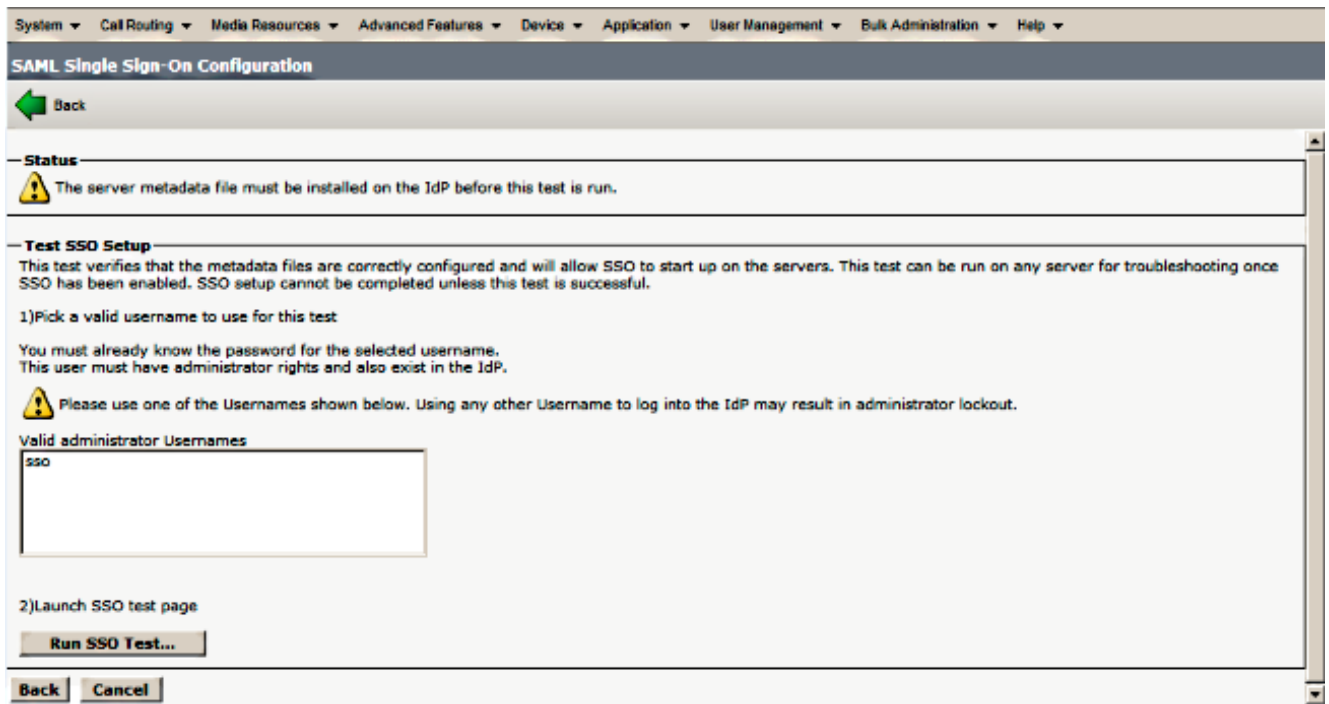 System Call Routing Media Resources Advanced Features Device Application User Management Bulk Administration Help
SAML Single Sign-On Configuration
Back
Status
The server metadata file must be installed on the IdP before this test is run.
Test SSO Setup
This test verifies that the metadata files are correctly configured and will allow SSO to start up on the servers. This test can be run on any server for troubleshooting once
SSO has been enabled. SSO setup cannot be completed unless this test is successful.
1)Pick a valid username to use for this test
You must already know the password for the selected username.
This user must have administrator rights and also exist in the IdP.
Please use one of the Usernames shown below. Using any other Username to log into the IdP may result in administrator lockout.
Valid administrator Usernames
sso
2)Launch SSO test page
Run SSO Test...
Back Cancel